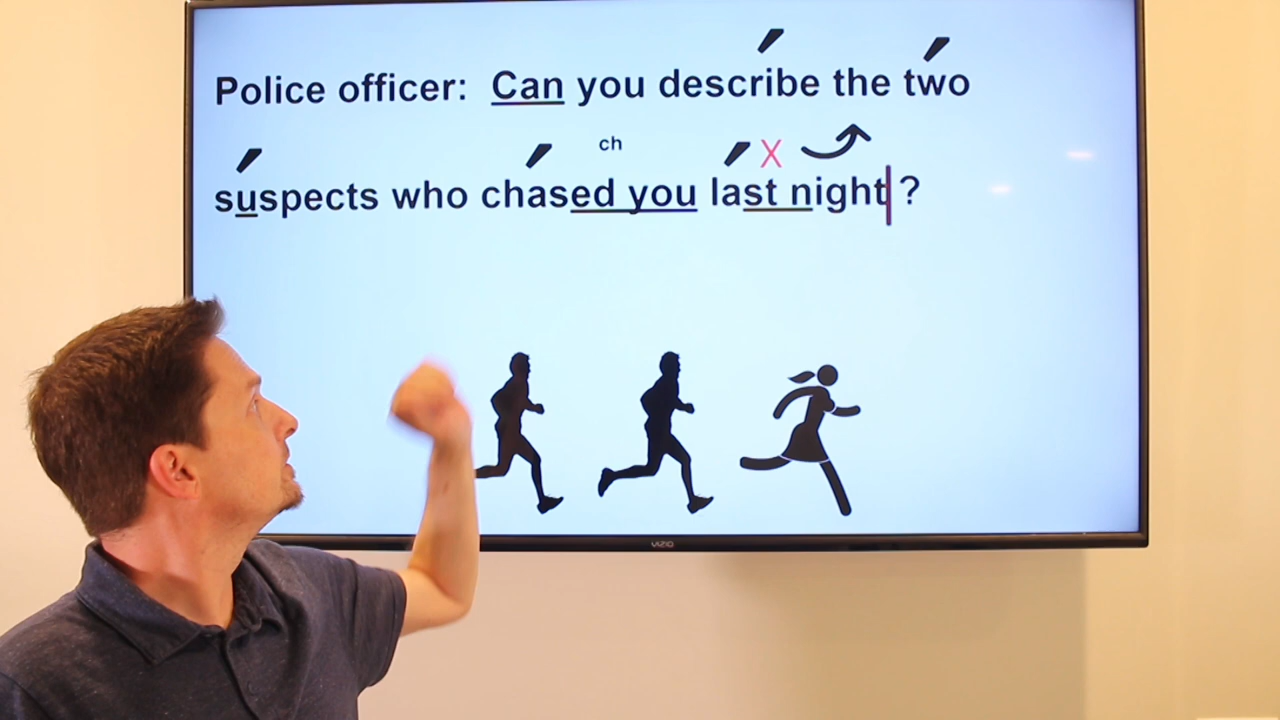 Police officer: Can you describe the two
ch
X
suspects who chased you last night ?
VIZIO